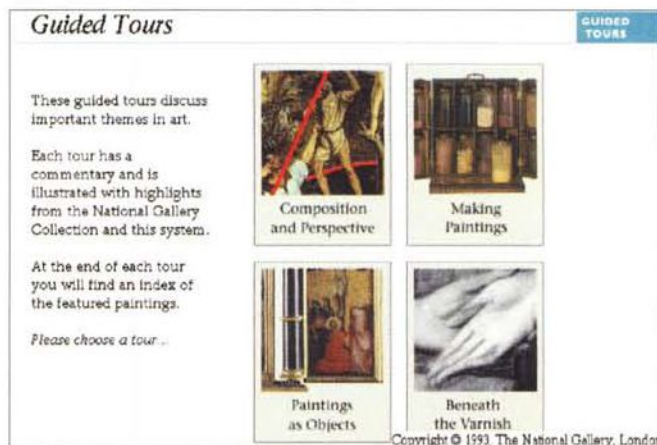 Guided Tours
GUIDED
TOURS
These guided tours discuss
important themes in art.
Each tour has a
commentary and is
illustrated with highlights
from the National Gallery
Collection and this system.
At the end of each tour
you will find an index of
the featured paintings.
Please choose a tour...
Composition
and Perspective
Making
Paintings
Paintings
as Objects
Beneath
the Varnish
Copyright © 1993 The National Gallery, London